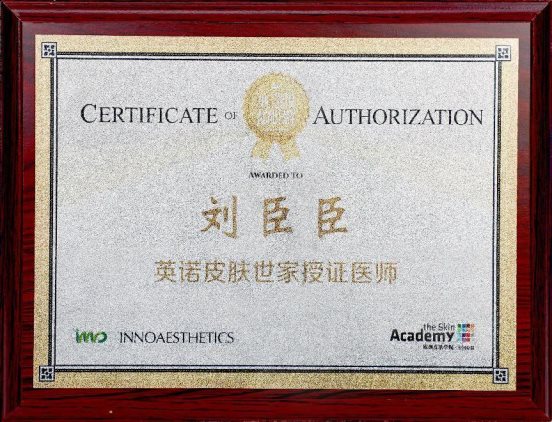 CERTIFICATE OF AUTHORIZATION
AWARDED TO
刘臣臣
英诺皮肤世家授证医师
inno INNOAESTHETICS
the Skin
Academy